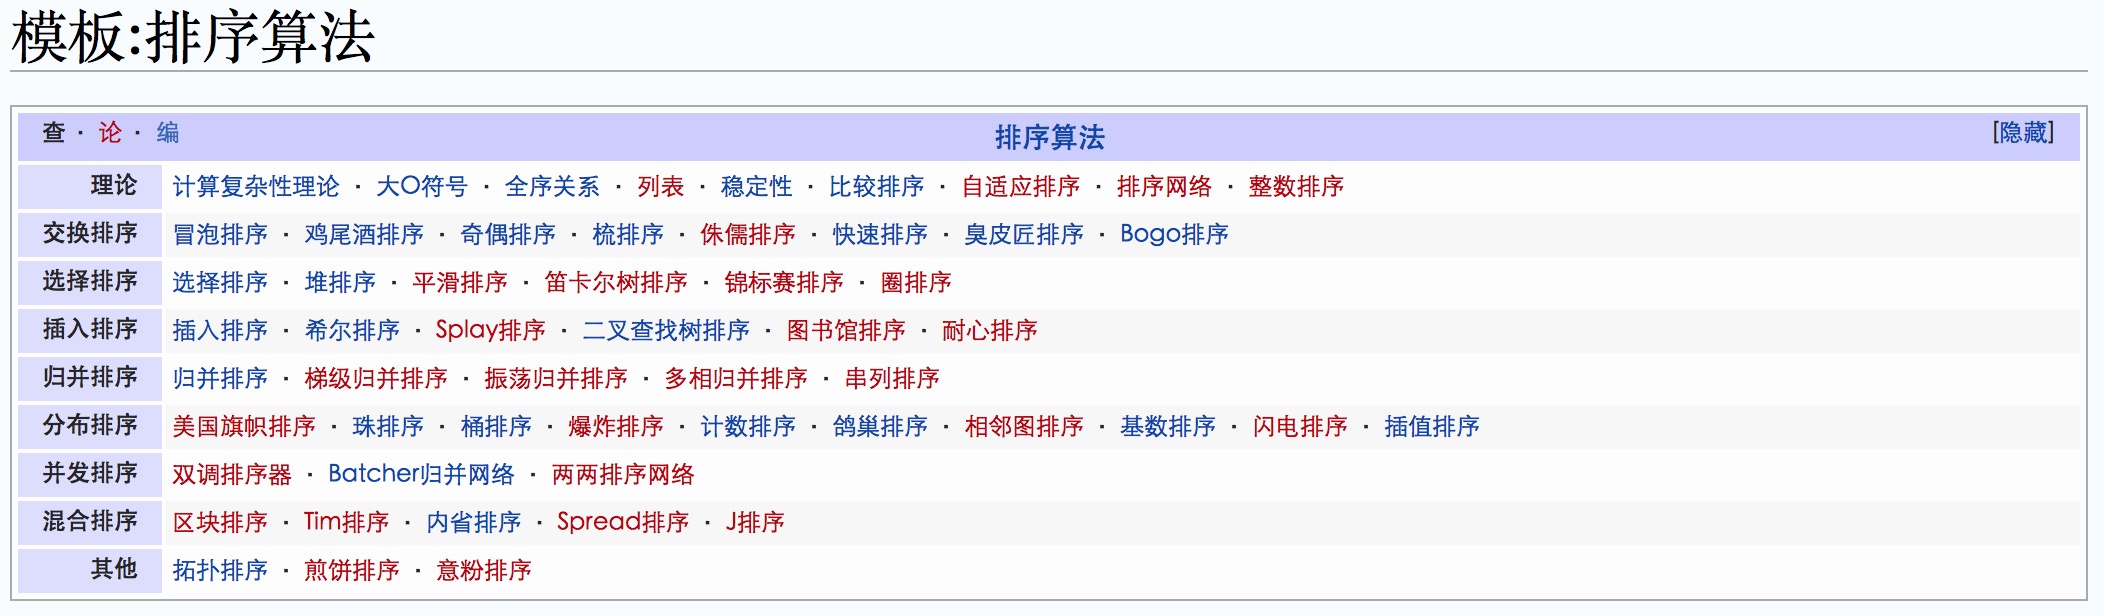 模板:排序算法
查 · 论 · 编 排序算法 [隐藏]
理论 计算复杂性理论 · 大O符号 · 全序关系 · 列表 · 稳定性 · 比较排序 · 自适应排序 · 排序网络 · 整数排序
交换排序 冒泡排序 · 鸡尾酒排序 · 奇偶排序 · 梳排序 · 侏儒排序 · 快速排序 · 臭皮匠排序 · Bogo排序
选择排序 选择排序 · 堆排序 · 平滑排序 · 笛卡尔树排序 · 锦标赛排序 · 圈排序
插入排序 插入排序 · 希尔排序 · Splay排序 · 二叉查找树排序 · 图书馆排序 · 耐心排序
归并排序 归并排序 · 梯级归并排序 · 振荡归并排序 · 多相归并排序 · 串列排序
分布排序 美国旗帜排序 · 珠排序 · 桶排序 · 爆炸排序 · 计数排序 · 鸽巢排序 · 相邻图排序 · 基数排序 · 闪电排序 · 插值排序
并发排序 双调排序器 · Batcher归并网络 · 两两排序网络
混合排序 区块排序 · Tim排序 · 内省排序 · Spread排序 · J排序
其他 拓扑排序 · 煎饼排序 · 意粉排序